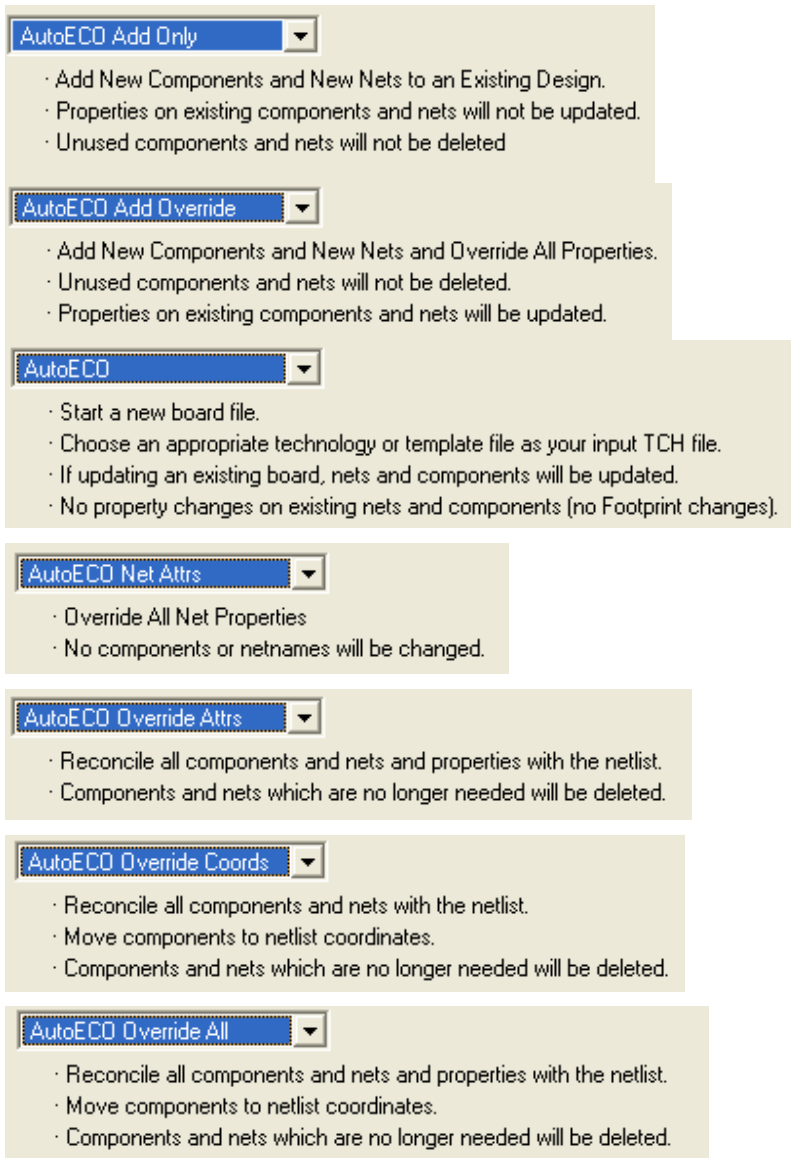 AutoECO Add Only
· Add New Components and New Nets to an Existing Design.
· Properties on existing components and nets will not be updated.
· Unused components and nets will not be deleted
AutoECO Add Override
· Add New Components and New Nets and Override All Properties.
· Unused components and nets will not be deleted.
· Properties on existing components and nets will be updated.
AutoECO
· Start a new board file.
· Choose an appropriate technology or template file as your input TCH file.
· If updating an existing board, nets and components will be updated.
· No property changes on existing nets and components (no Footprint changes).
AutoECO Net Attrs
· Override All Net Properties
· No components or netnames will be changed.
AutoECO Override Attrs
· Reconcile all components and nets and properties with the netlist.
· Components and nets which are no longer needed will be deleted.
AutoECO Override Coords
· Reconcile all components and nets with the netlist.
· Move components to netlist coordinates.
· Components and nets which are no longer needed will be deleted.
AutoECO Override All
· Reconcile all components and nets and properties with the netlist.
· Move components to netlist coordinates.
· Components and nets which are no longer needed will be deleted.